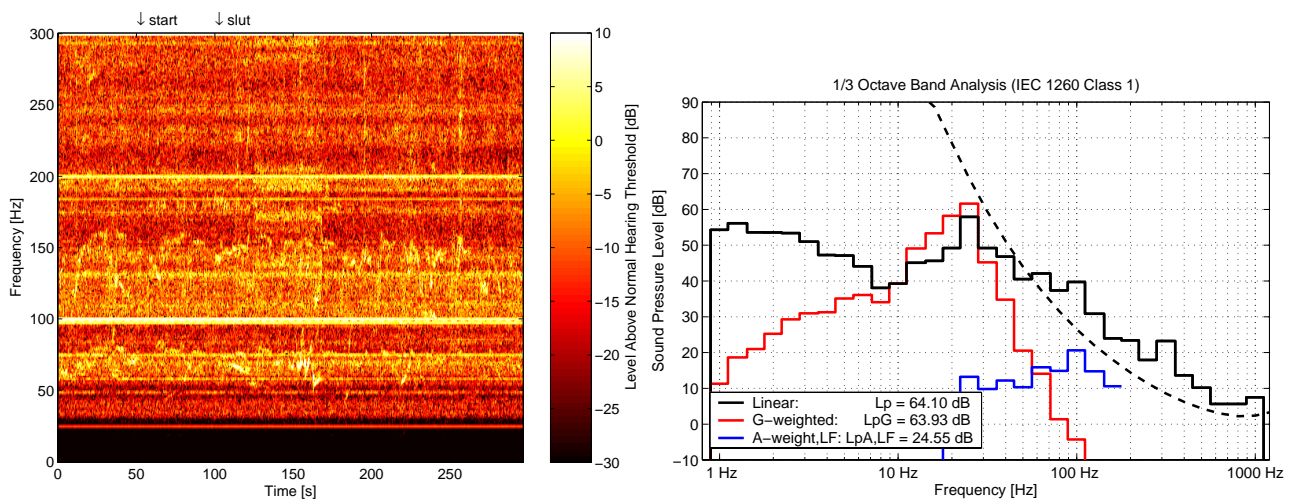 ↓ start ↓ slut
300
250
200
150
100
50
0
Frequency [Hz]
0 50 100 150 200 250
Time [s]
10
5
0
−5
−10
−15
−20
−25
−30
Level Above Normal Hearing Threshold [dB]
1/3 Octave Band Analysis (IEC 1260 Class 1)
90
80
70
60
50
40
30
20
10
0
−10
Sound Pressure Level [dB]
Linear: Lp = 64.10 dB
G−weighted: LpG = 63.93 dB
A−weight,LF: LpA,LF = 24.55 dB
1 Hz 10 Hz 100 Hz 1000 Hz
Frequency [Hz]